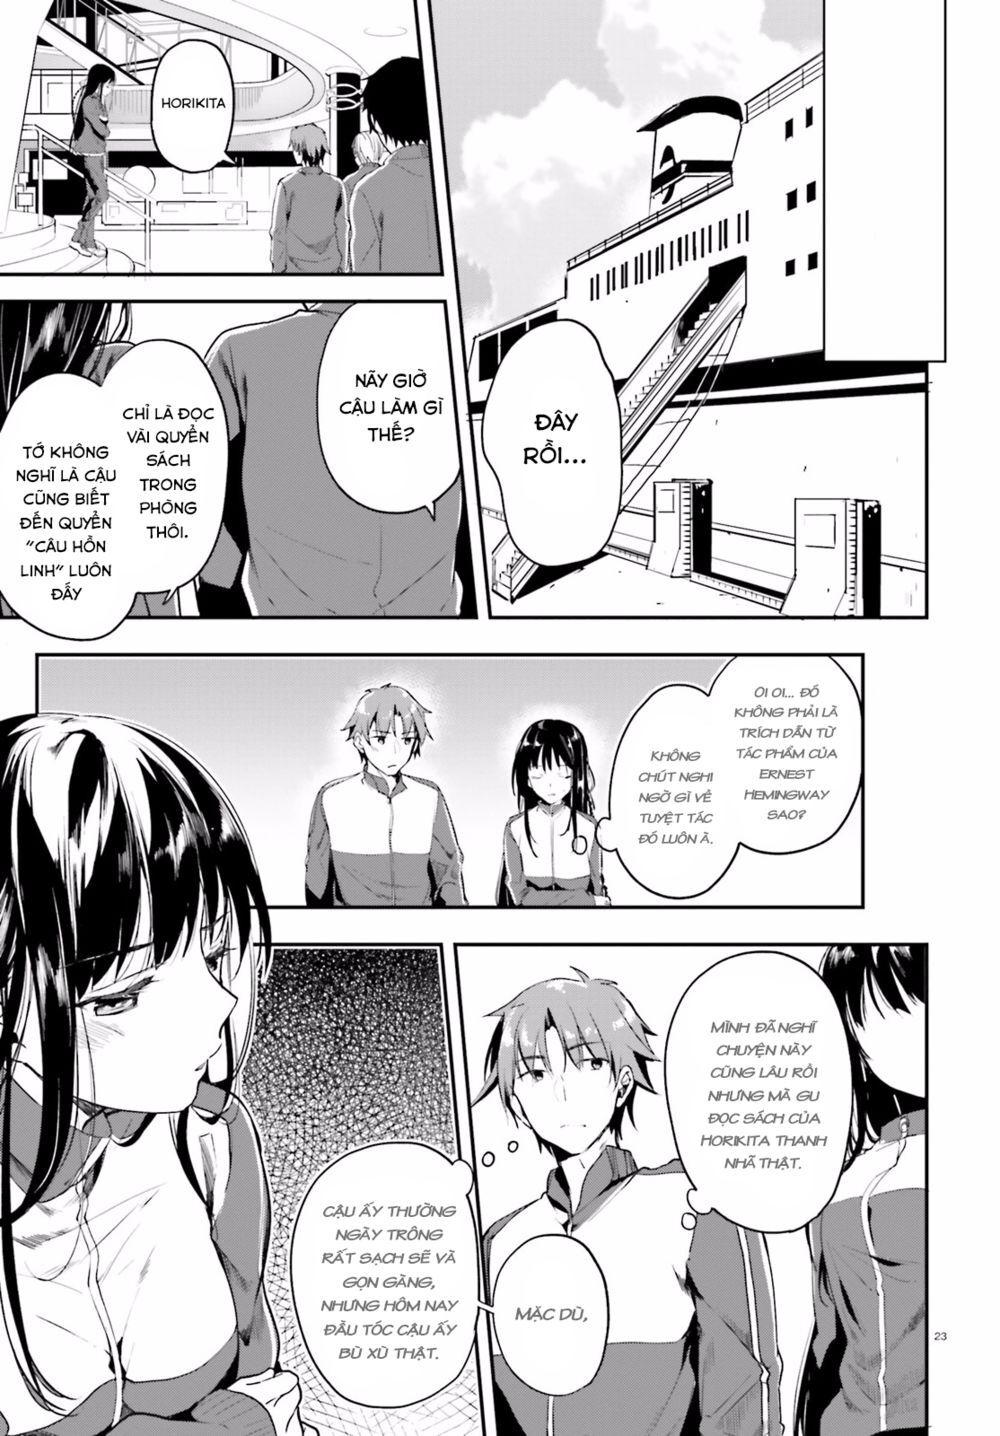 ĐÂY
RỒI...
HORIKITA
NÃY GIỜ
CẬU LÀM GÌ
THẾ?
CHỈ LÀ ĐỌC
VÀI QUYỂN
SÁCH
TRONG
PHÒNG
THÔI.
TỚ KHÔNG
NGHĨ LÀ CẬU
CŨNG BIẾT
ĐẾN QUYỂN
"CÂU HỒN
LINH" LUÔN
ĐẤY
OI OI... ĐỐ
KHÔNG PHẢI LÀ
TRÍCH DẪN TỪ
TÁC PHẨM CỦA
ERNEST
HEMINGWAY
SAO?
KHÔNG
CHÚT NGHI
NGỜ GÌ VỀ
TUYỆT TÁC
ĐÓ LUÔN À.
MÌNH ĐÃ NGHĨ
CHUYỆN NÀY
CŨNG LÂU RỒI
NHƯNG MÀ GU
ĐỌC SÁCH CỦA
HORIKITA THANH
NHÃ THẬT.
MẶC DÙ,
CẬU ẤY THƯỜNG
NGÀY TRÔNG
RẤT SẠCH SẼ VÀ
GỌN GÀNG,
NHƯNG HÔM NAY
ĐẦU TÓC CẬU ẤY
BÙ XÙ THẬT.
23